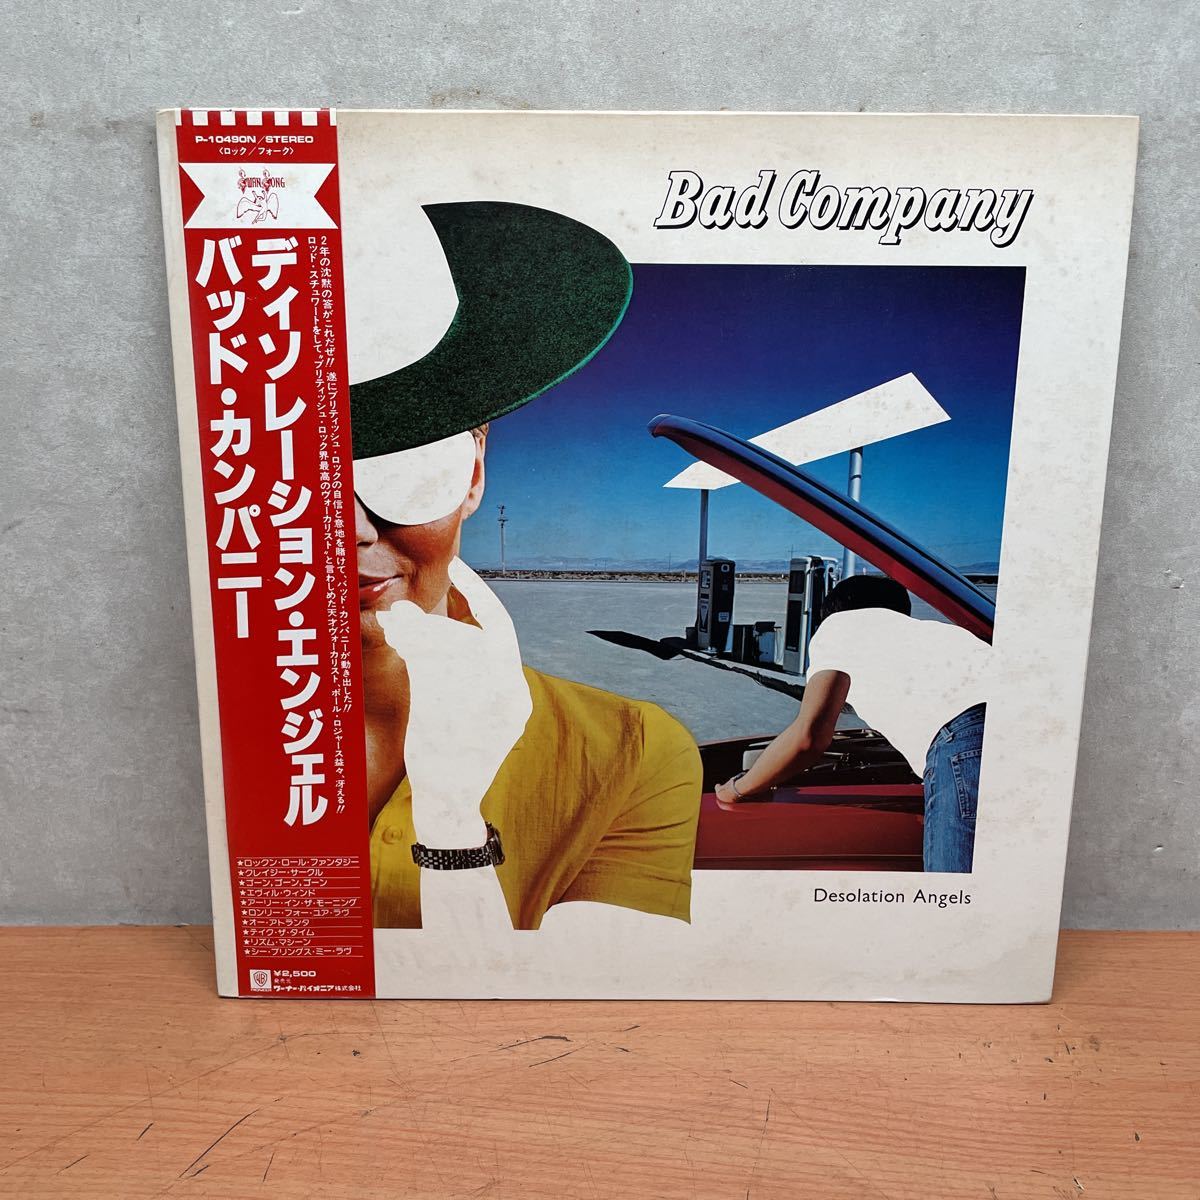 P-10490N/STEREO
〈ロック/フォーク〉
SWAN SONG
ディソレーション・エンジェル
バッド・カンパニー
2年の沈黙の答がこれだぜ!! 遂にブリティッシュ・ロックの自信と意地を賭けて、バッド・カンパニーが動き出した!!
ロッド・スチュワートをして"ブリティッシュ・ロック界最高のヴォーカリスト"と言わしめた天才ヴォーカリスト、ポール・ロジャース益々、冴える!!
★ロックン・ロール・ファンタジー
★クレイジー・サークル
★ゴーン、ゴーン、ゴーン
★エヴィル・ウィンド
★アーリー・イン・ザ・モーニング
★ロンリー・フォー・ユア・ラヴ
★オー・アトランタ
★テイク・ザ・タイム
★リズム・マシーン
★シー・ブリングス・ミー・ラヴ
¥2,500
発売元
ワーナー・パイオニア株式会社
Bad Company
Desolation Angels